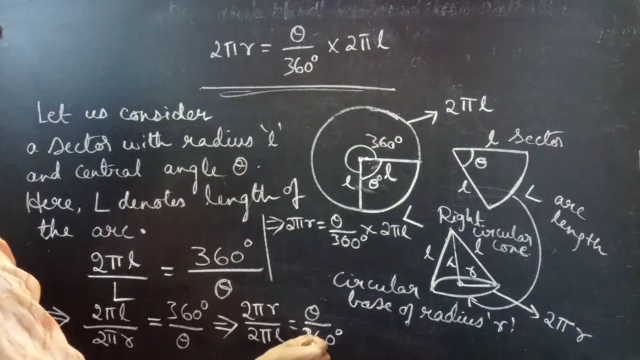 2πr = θ/360° × 2πl
Let us consider
a sector with radius 'l'
and central angle θ.
Here, L denotes length of
the arc.
2πl/L = 360°/θ
⇒ 2πl/2πr = 360°/θ ⇒ 2πr/2πl = θ/360°
⇒ 2πr = θ/360° × 2πl
2πl
360°
θ
l
l
L
l sector
θ
l
L arc
length
Right
circular
cone
l
l
h
r
Circular
base of radius 'r'
2πr